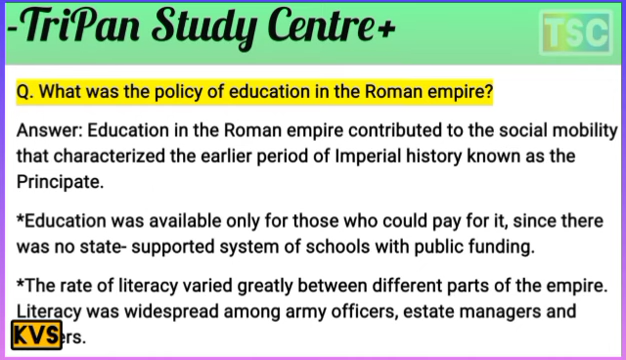 -TriPan Study Centre+
TSC
Q. What was the policy of education in the Roman empire?
Answer: Education in the Roman empire contributed to the social mobility
that characterized the earlier period of Imperial history known as the
Principate.
*Education was available only for those who could pay for it, since there
was no state- supported system of schools with public funding.
*The rate of literacy varied greatly between different parts of the empire.
Literacy was widespread among army officers, estate managers and
KVS